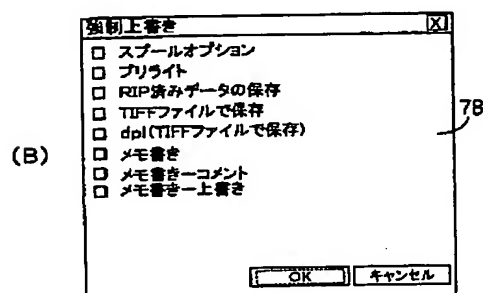 強制上書き X
□ スプールオプション
□ プリライト
□ RIP済みデータの保存
□ TIFFファイルで保存
□ dpl(TIFFファイルで保存)
□ メモ書き
□ メモ書きーコメント
□ メモ書きー上書き
OK キャンセル
(B)
78